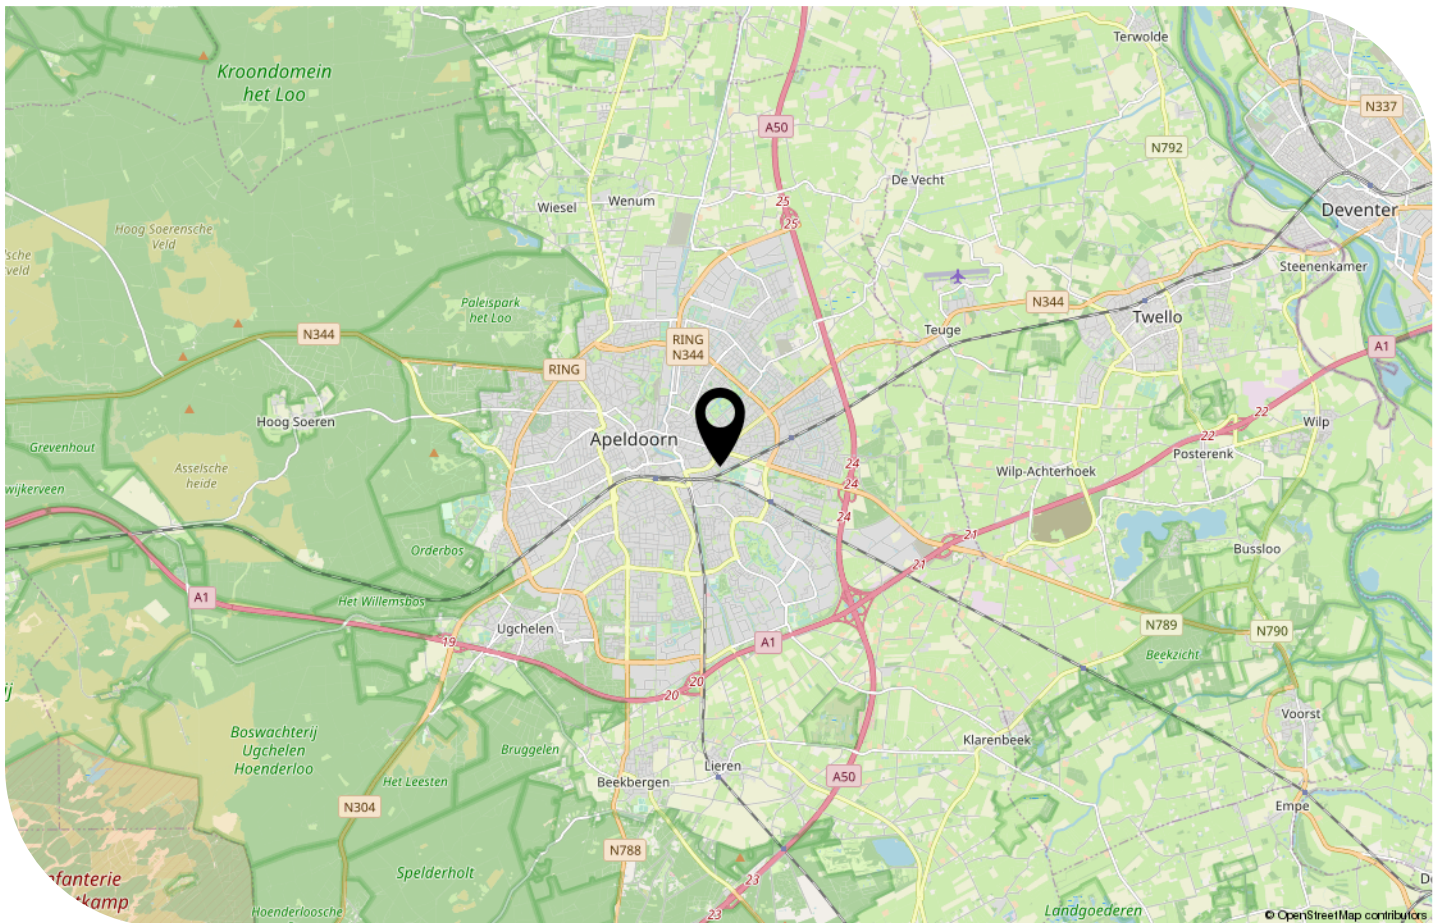 Terwolde
Kroondomein
het Loo
N337
A50
N792
De Vecht
Wiesel
Wenum
25
25
Deventer
Hoog Soerensche
Veld
Steenenkamer
Paleispark
het Loo
N344
Twello
Teuge
N344
RING
N344
A1
RING
Hoog Soeren
22
22
Wilp
Apeldoorn
Grevenhout
Posterenk
Asselsche
heide
24
Wilp-Achterhoek
24
24
21
21
Orderbos
Bussloo
A1
Het Willemsbos
Ugchelen
N789
N790
19
A1
Beekzicht
20
20
Voorst
Boswachterij
Ugchelen
Hoenderloo
Klarenbeek
Bruggelen
Lieren
A50
Het Leesten
Beekbergen
N304
Empe
N788
Spelderholt
23
23
Hoenderloosche
Landgoederen
© OpenStreetMap contributors